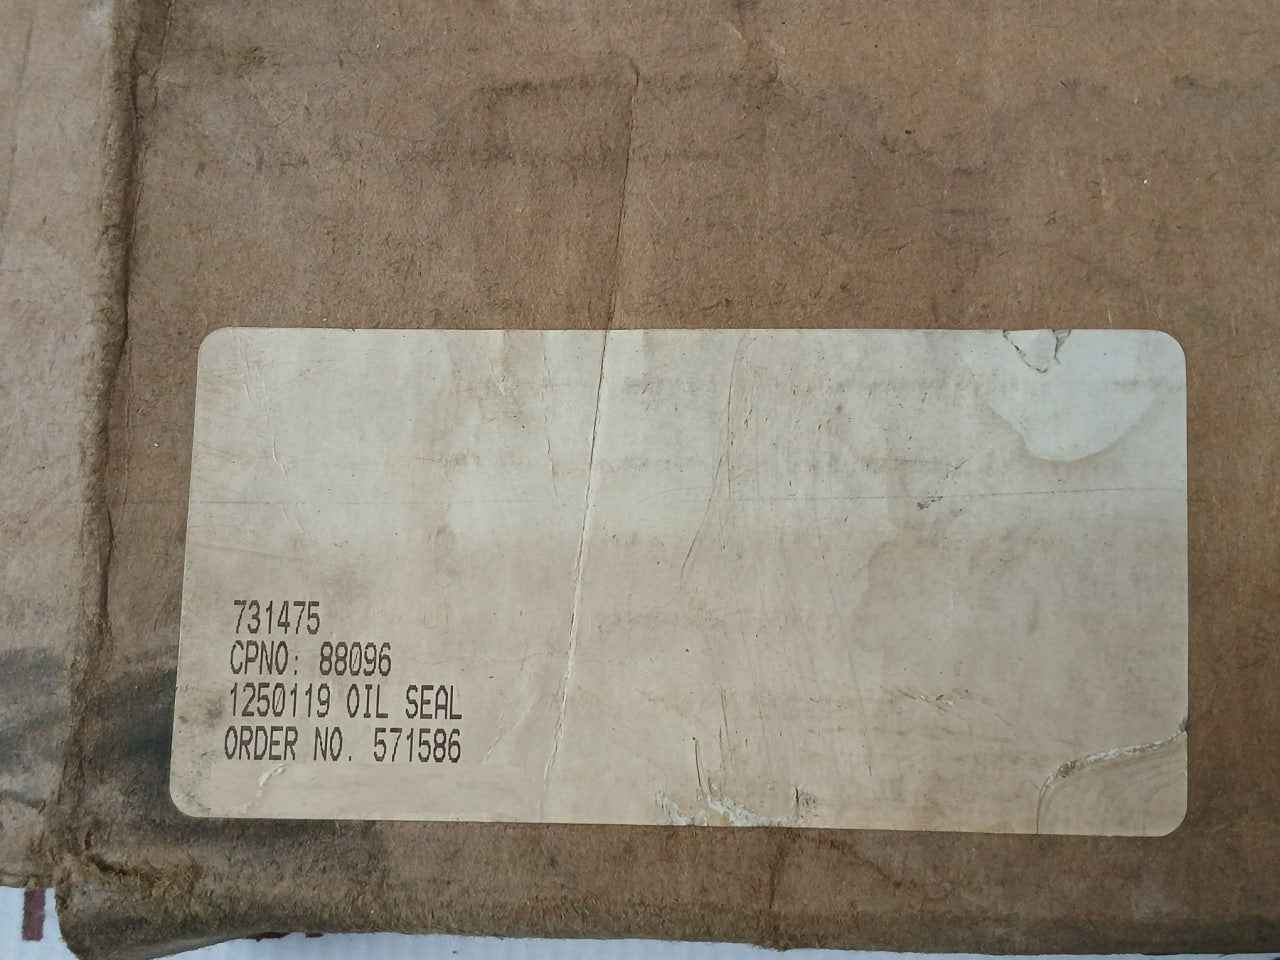 731475
CPNO: 88096
1250119 OIL SEAL
ORDER NO. 571586